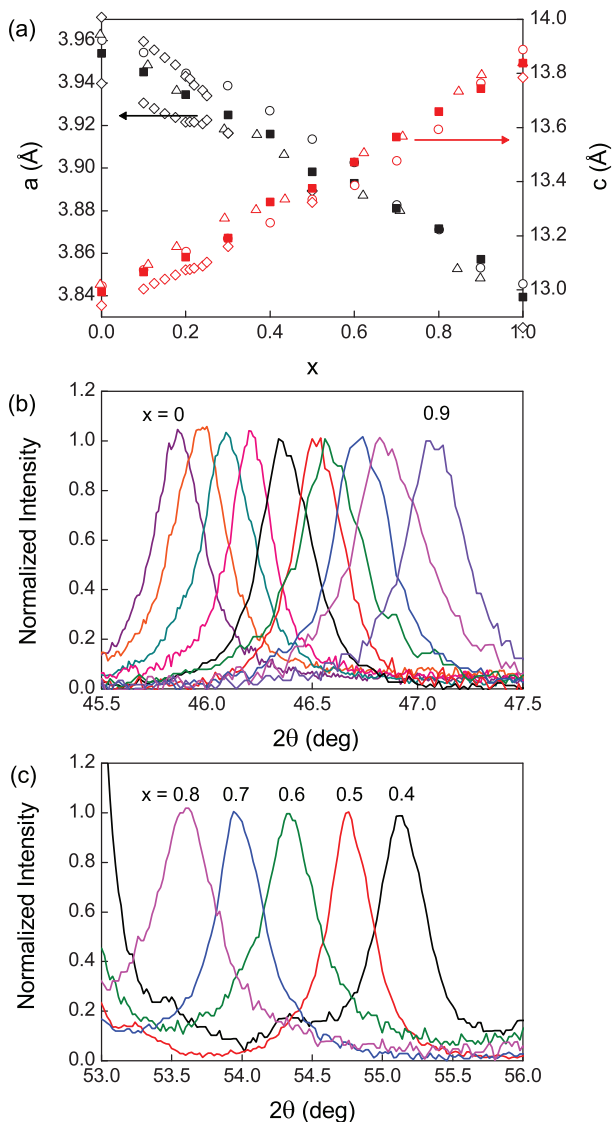 (a)
3.96
3.94
3.92
3.90
3.88
3.86
3.84
a (Å)
14.0
13.8
13.6
13.4
13.2
13.0
c (Å)
0.0 0.2 0.4 0.6 0.8 1.0
x
(b)
1.2
1.0
0.8
0.6
0.4
0.2
0.0
Normalized Intensity
x = 0 0.9
45.5 46.0 46.5 47.0 47.5
2θ (deg)
(c)
1.2
1.0
0.8
0.6
0.4
0.2
0.0
Normalized Intensity
x = 0.8 0.7 0.6 0.5 0.4
53.0 53.5 54.0 54.5 55.0 55.5 56.0
2θ (deg)